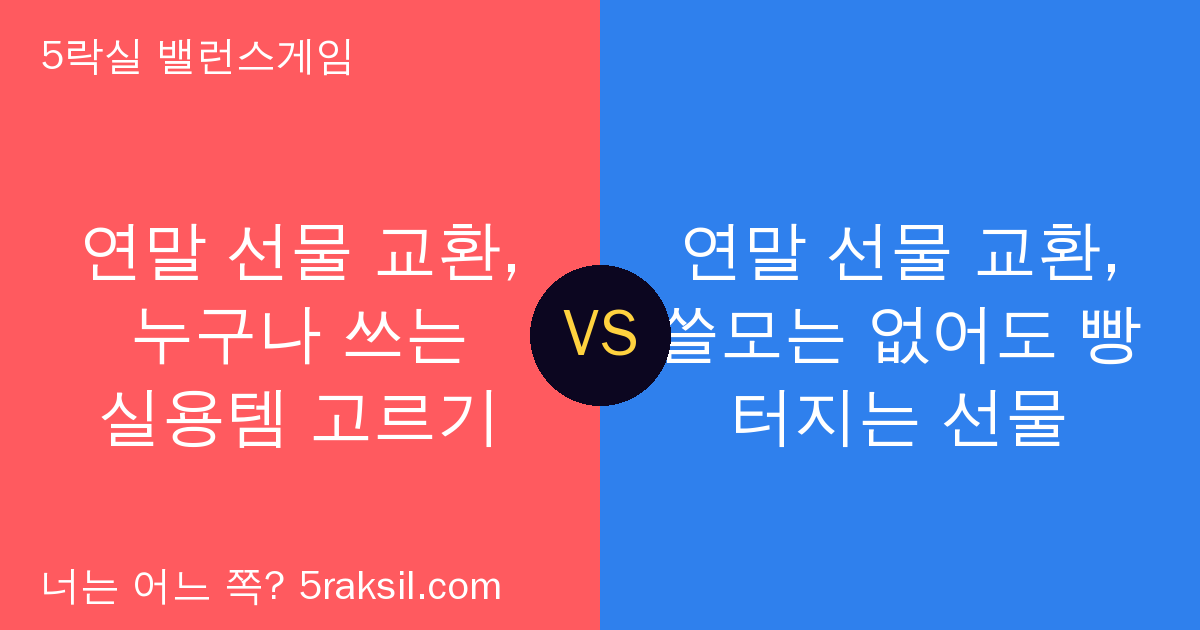 5락실 밸런스게임
연말 선물 교환,
누구나 쓰는
실용템 고르기
VS
연말 선물 교환,
쓸모는 없어도 빵
터지는 선물
너는 어느 쪽? 5raksil.com